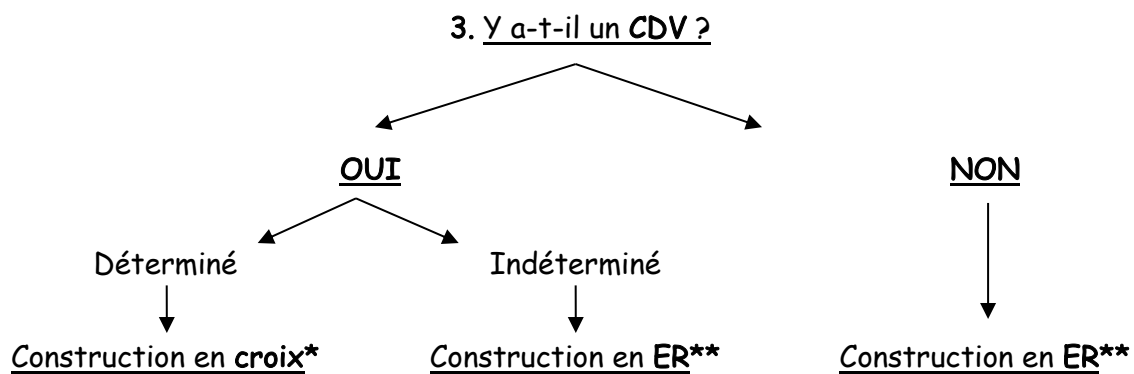 3. Y a-t-il un CDV ?
OUI NON
Déterminé Indéterminé
Construction en croix* Construction en ER** Construction en ER**